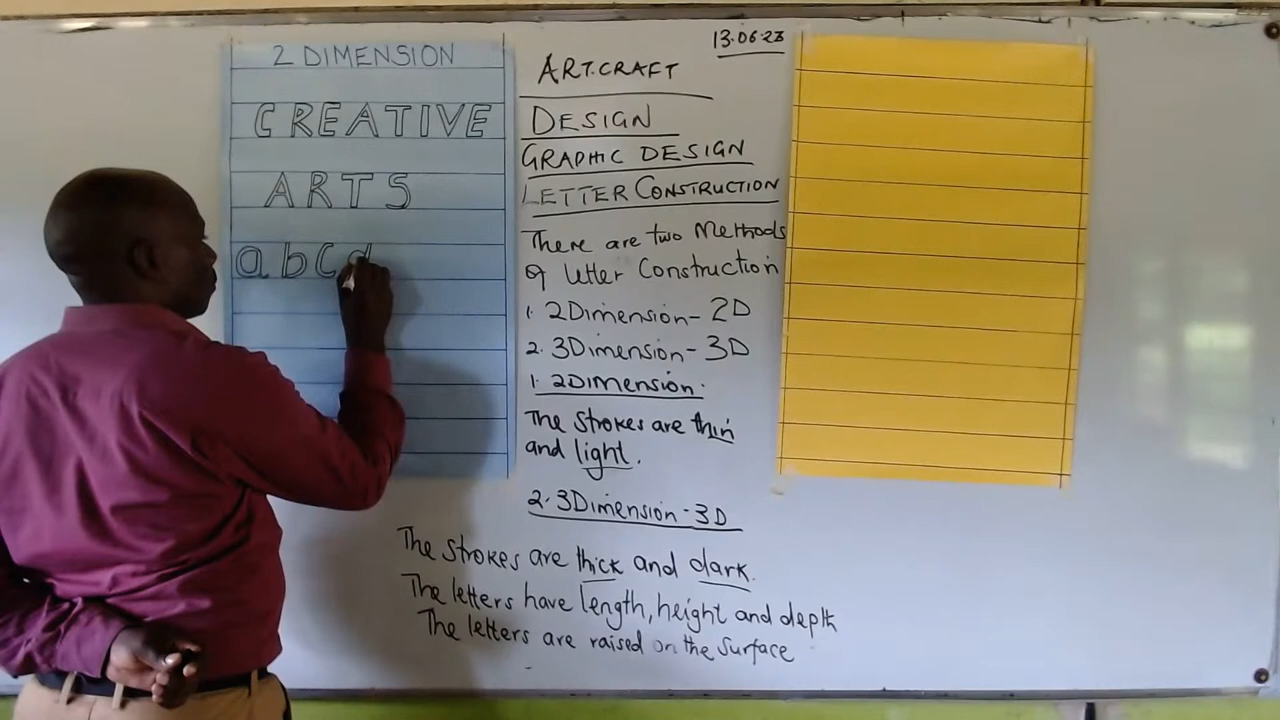 2 DIMENSION
CREATIVE
ARTS
abcd
13.06.23
ART.CRAFT
DESIGN
GRAPHIC DESIGN
LETTER CONSTRUCTION
There are two Methods
of letter Construction
1. 2Dimension- 2D
2. 3Dimension- 3D
1. 2Dimension.
The strokes are thin
and light.
2. 3Dimension-3D
The strokes are thick and dark.
The letters have length, height and depth
The letters are raised on the surface